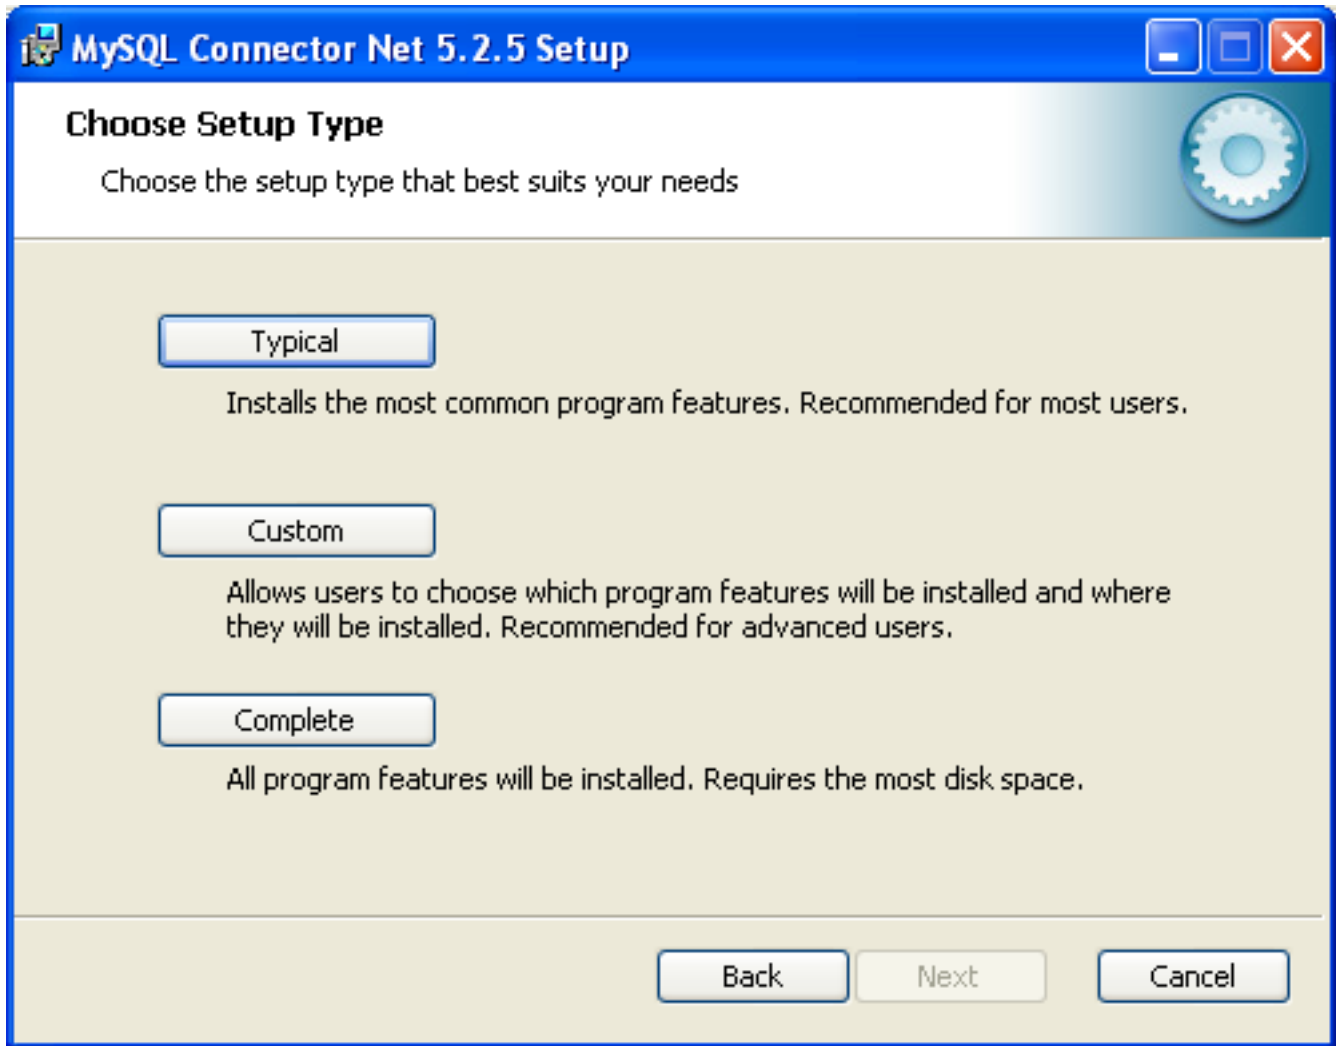 MySQL Connector Net 5.2.5 Setup
Choose Setup Type
Choose the setup type that best suits your needs
Typical
Installs the most common program features. Recommended for most users.
Custom
Allows users to choose which program features will be installed and where
they will be installed. Recommended for advanced users.
Complete
All program features will be installed. Requires the most disk space.
Back
Next
Cancel